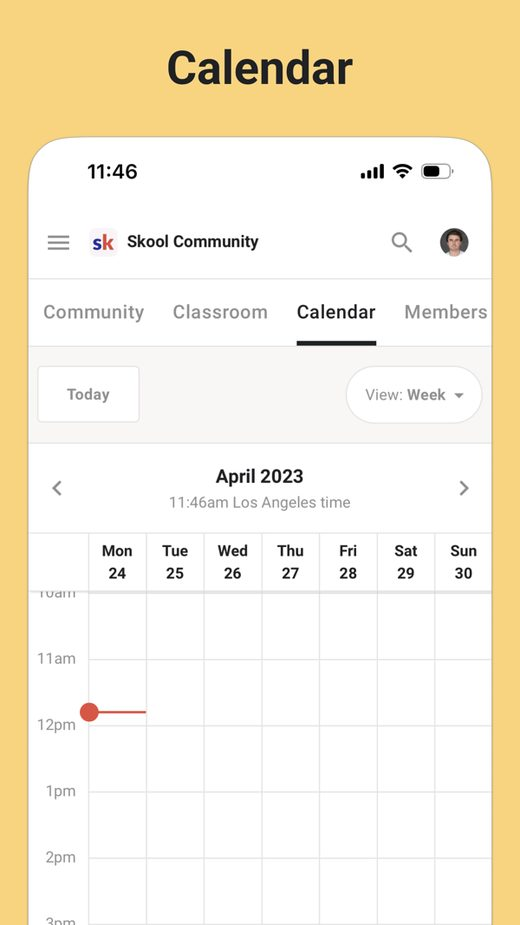 Calendar
11:46
sk Skool Community
Community Classroom Calendar Members
Today View: Week
April 2023
11:46am Los Angeles time
Mon Tue Wed Thu Fri Sat Sun
24 25 26 27 28 29 30
10am
11am
12pm
1pm
2pm
3pm